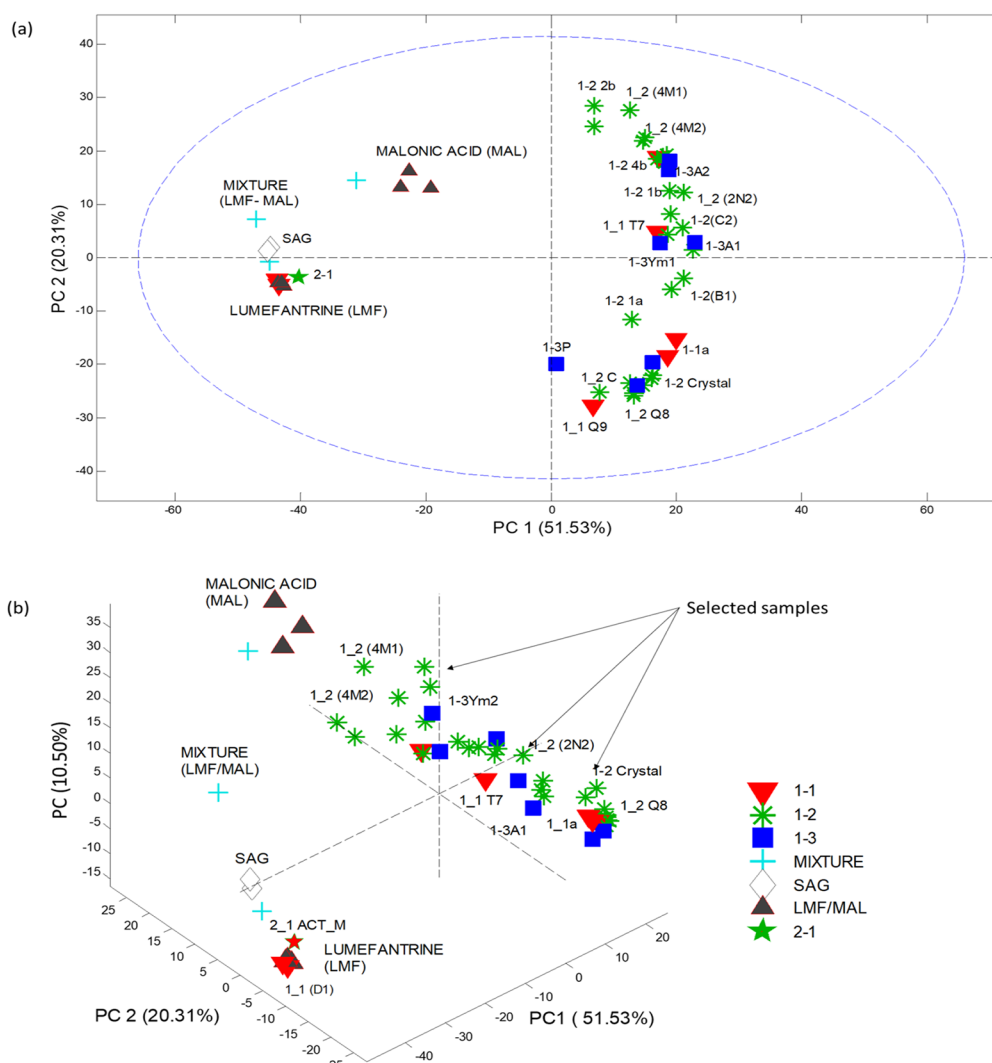 (a)
40
30
20
10
0
-10
-20
-30
-40
PC 2 (20.31%)
-60
-40
-20
0
20
40
60
PC 1 (51.53%)
MALONIC ACID (MAL)
MIXTURE
(LMF- MAL)
SAG
2-1
LUMEFANTRINE (LMF)
1-2 2b
1_2 (4M1)
1_2 (4M2)
1-2 4b
1-3A2
1-2 1b
1_2 (2N2)
1_1 T7
1-2(C2)
1-3A1
1-3Ym1
1-2(B1)
1-2 1a
1-3P
1-1a
1_2 C
1-2 Crystal
1_1 Q9
1_2 Q8
(b)
MALONIC ACID
(MAL)
Selected samples
1_2 (4M1)
1_2 (4M2)
1-3Ym2
1_2 (2N2)
MIXTURE
(LMF/MAL)
1-2 Crystal
1_1 T7
1_2 Q8
1-3A1
1_1a
SAG
2_1 ACT_M
LUMEFANTRINE
(LMF)
1_1 (D1)
PC (10.50%)
35
30
25
20
15
10
5
0
-5
-10
-15
25
20
15
10
5
0
-5
-10
-15
-20
-25
PC 2 (20.31%)
-40
-30
-20
-10
0
10
20
PC1 ( 51.53%)
1-1
1-2
1-3
MIXTURE
SAG
LMF/MAL
2-1